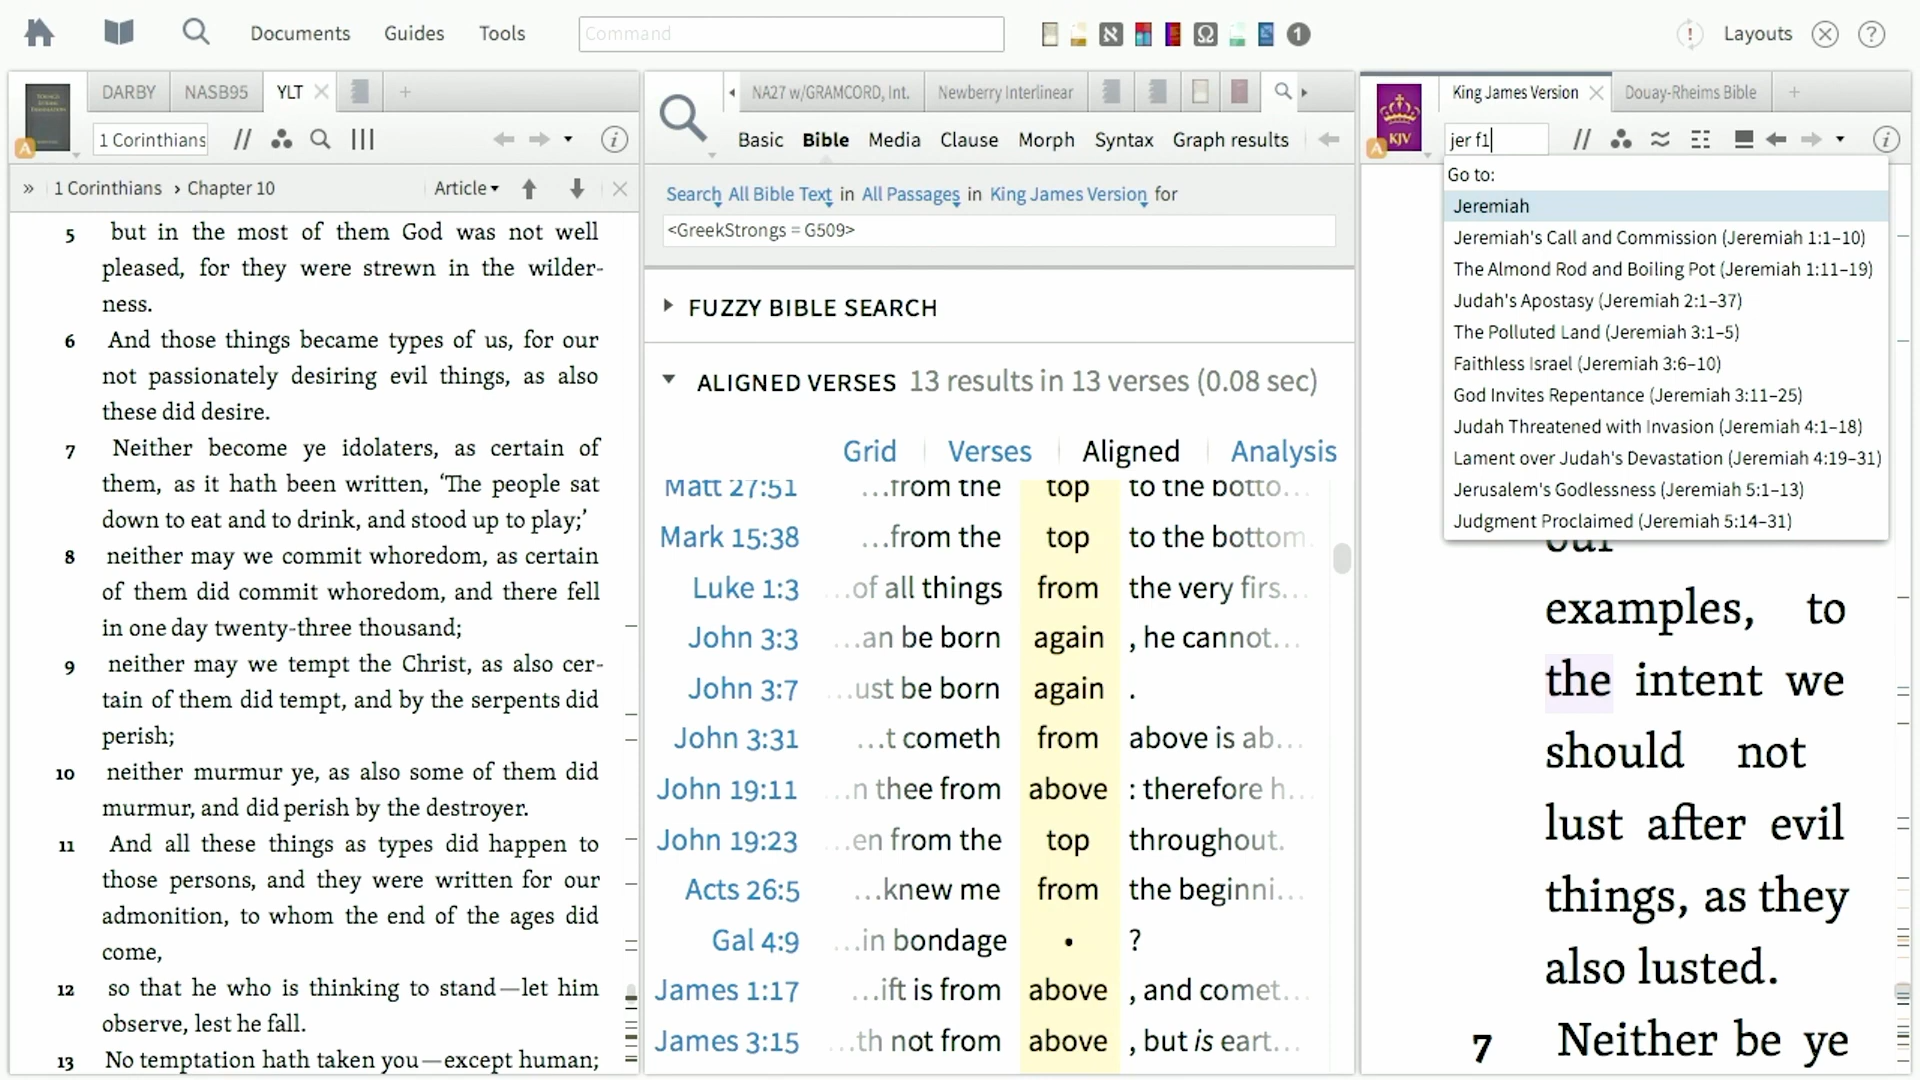 Documents Guides Tools Command 1 ! Layouts ?
DARBY NASB95 YLT +
1 Corinthians
» 1 Corinthians › Chapter 10 Article
5 but in the most of them God was not well
pleased, for they were strewn in the wilder-
ness.
6 And those things became types of us, for our
not passionately desiring evil things, as also
these did desire.
7 Neither become ye idolaters, as certain of
them, as it hath been written, ‘The people sat
down to eat and to drink, and stood up to play;’
8 neither may we commit whoredom, as certain
of them did commit whoredom, and there fell
in one day twenty-three thousand;
9 neither may we tempt the Christ, as also cer-
tain of them did tempt, and by the serpents did
perish;
10 neither murmur ye, as also some of them did
murmur, and did perish by the destroyer.
11 And all these things as types did happen to
those persons, and they were written for our
admonition, to whom the end of the ages did
come,
12 so that he who is thinking to stand—let him
observe, lest he fall.
13 No temptation hath taken you—except human;
NA27 w/GRAMCORD, Int. Newberry Interlinear
Basic Bible Media Clause Morph Syntax Graph results
Search All Bible Text in All Passages in King James Version for
<GreekStrongs = G509>
FUZZY BIBLE SEARCH
ALIGNED VERSES 13 results in 13 verses (0.08 sec)
Grid Verses Aligned Analysis
Matt 27:51 …from the top to the botto…
Mark 15:38 …from the top to the bottom
Luke 1:3 …of all things from the very firs…
John 3:3 …an be born again , he cannot…
John 3:7 …ust be born again .
John 3:31 …t cometh from above is ab…
John 19:11 …n thee from above : therefore h…
John 19:23 …en from the top throughout.
Acts 26:5 …knew me from the beginni…
Gal 4:9 …in bondage • ?
James 1:17 …ift is from above , and comet…
James 3:15 …th not from above , but is eart…
King James Version Douay-Rheims Bible +
KJV
jer f1
Go to:
Jeremiah
Jeremiah's Call and Commission (Jeremiah 1:1–10)
The Almond Rod and Boiling Pot (Jeremiah 1:11–19)
Judah's Apostasy (Jeremiah 2:1–37)
The Polluted Land (Jeremiah 3:1–5)
Faithless Israel (Jeremiah 3:6–10)
God Invites Repentance (Jeremiah 3:11–25)
Judah Threatened with Invasion (Jeremiah 4:1–18)
Lament over Judah's Devastation (Jeremiah 4:19–31)
Jerusalem's Godlessness (Jeremiah 5:1–13)
Judgment Proclaimed (Jeremiah 5:14–31)
our
examples, to
the intent we
should not
lust after evil
things, as they
also lusted.
7 Neither be ye